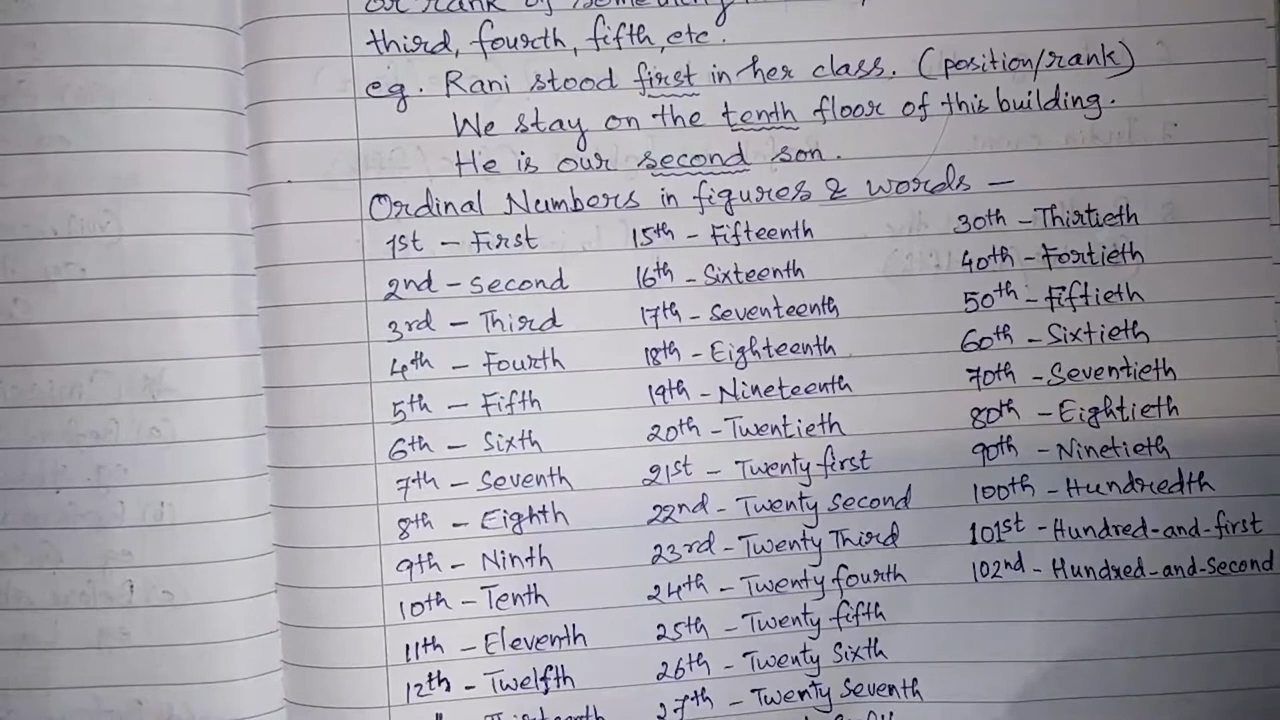 or rank of
third, fourth, fifth, etc.
eg. Rani stood first in her class. (position/rank)
We stay on the tenth floor of this building.
He is our second son.
Ordinal Numbers in figures & words —
1st – First
2nd – Second
3rd – Third
4th – Fourth
5th – Fifth
6th – Sixth
7th – Seventh
8th – Eighth
9th – Ninth
10th – Tenth
11th – Eleventh
12th – Twelfth
15th – Fifteenth
16th – Sixteenth
17th – Seventeenth
18th – Eighteenth
19th – Nineteenth
20th – Twentieth
21st – Twenty first
22nd – Twenty Second
23rd – Twenty Third
24th – Twenty fourth
25th – Twenty fifth
26th – Twenty Sixth
27th – Twenty Seventh
30th – Thirtieth
40th – Fortieth
50th – Fiftieth
60th – Sixtieth
70th – Seventieth
80th – Eightieth
90th – Ninetieth
100th – Hundredth
101st – Hundred-and-first
102nd – Hundred-and-Second